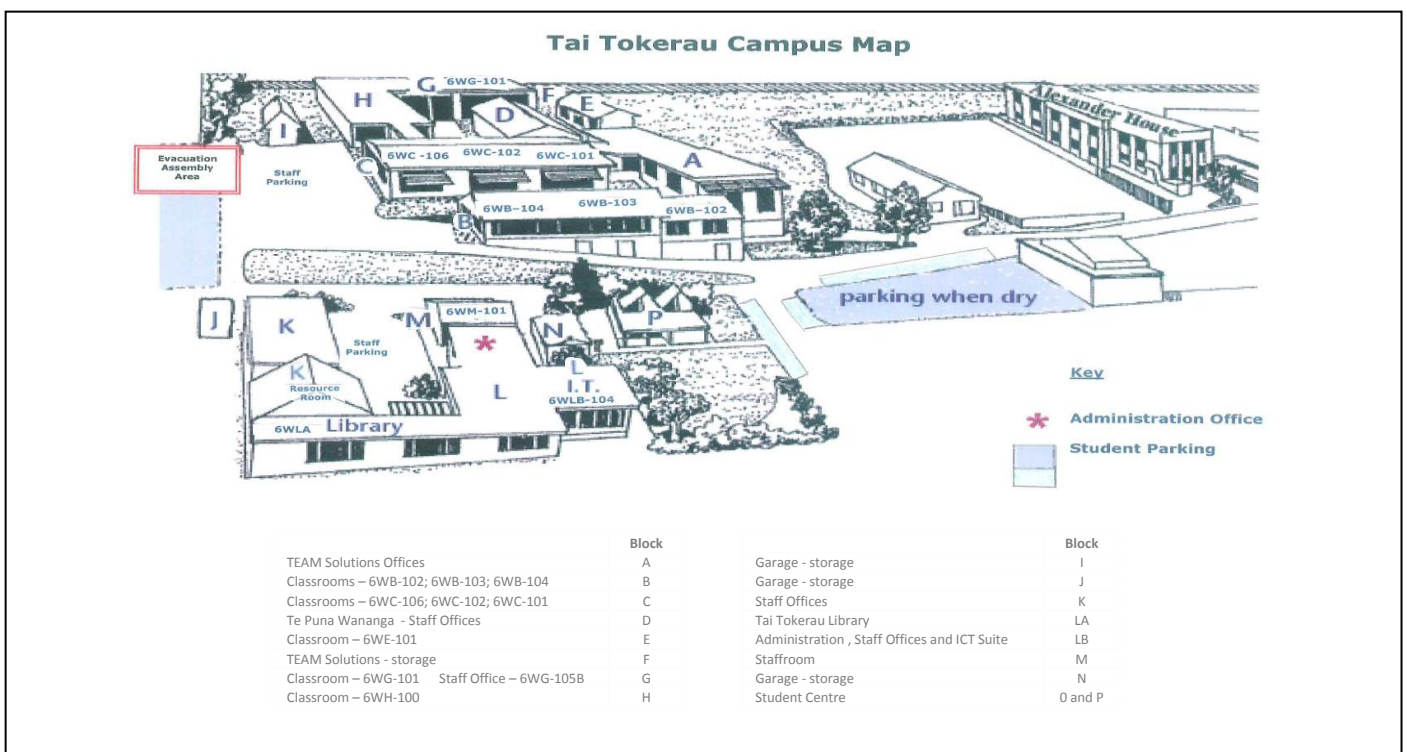 Tai Tokerau Campus Map
G 6WG-101
H
F
E
D
I
Alexander House
Evacuation
Assembly
Area
Staff
Parking
C
6WC -106 6WC-102 6WC-101
A
B
6WB–104 6WB-103 6WB–102
parking when dry
J
K
M
6WM-101
N
P
Staff
Parking
*
K
Resource
Room
L
L
I.T.
6WLB-104
6WLA Library
Key
* Administration Office
Student Parking
Block Block
TEAM Solutions Offices A Garage - storage I
Classrooms – 6WB-102; 6WB-103; 6WB-104 B Garage - storage J
Classrooms – 6WC-106; 6WC-102; 6WC-101 C Staff Offices K
Te Puna Wananga - Staff Offices D Tai Tokerau Library LA
Classroom – 6WE-101 E Administration , Staff Offices and ICT Suite LB
TEAM Solutions - storage F Staffroom M
Classroom – 6WG-101 Staff Office – 6WG-105B G Garage - storage N
Classroom – 6WH-100 H Student Centre 0 and P